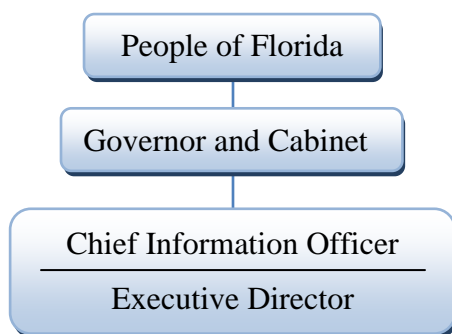 People of Florida
Governor and Cabinet
Chief Information Officer
Executive Director